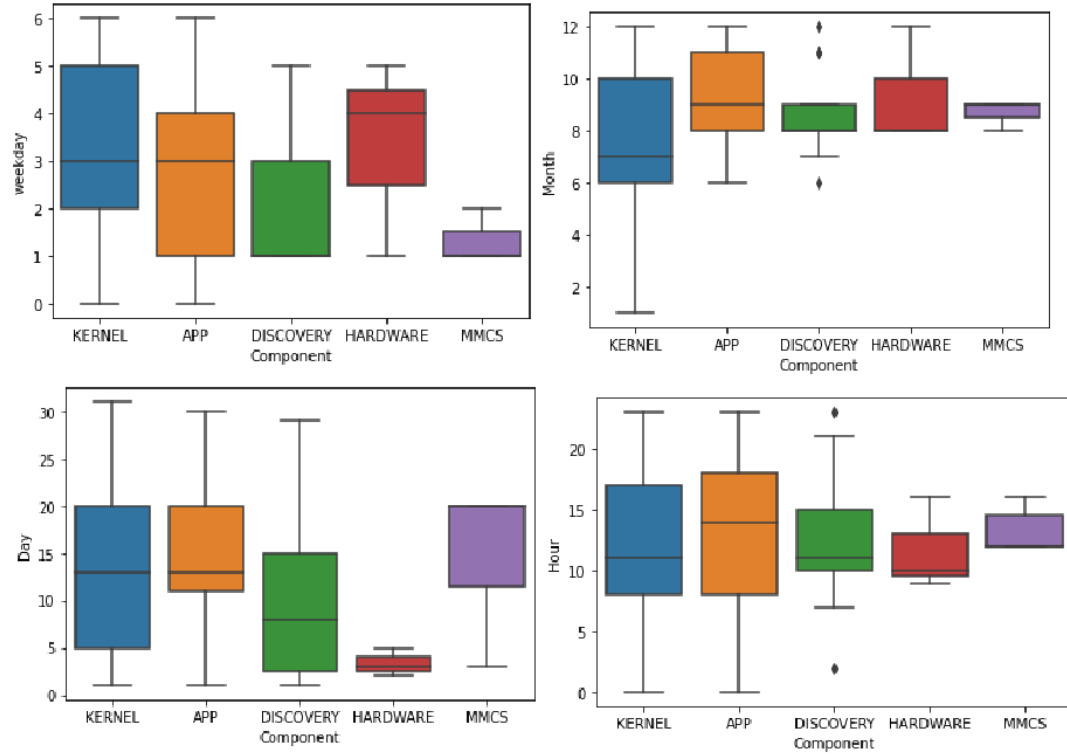 weekday
6
5
4
3
2
1
0
KERNEL APP DISCOVERY HARDWARE MMCS
Component
Month
12
10
8
6
4
2
KERNEL APP DISCOVERY HARDWARE MMCS
Component
Day
30
25
20
15
10
5
0
KERNEL APP DISCOVERY HARDWARE MMCS
Component
Hour
20
15
10
5
0
KERNEL APP DISCOVERY HARDWARE MMCS
Component